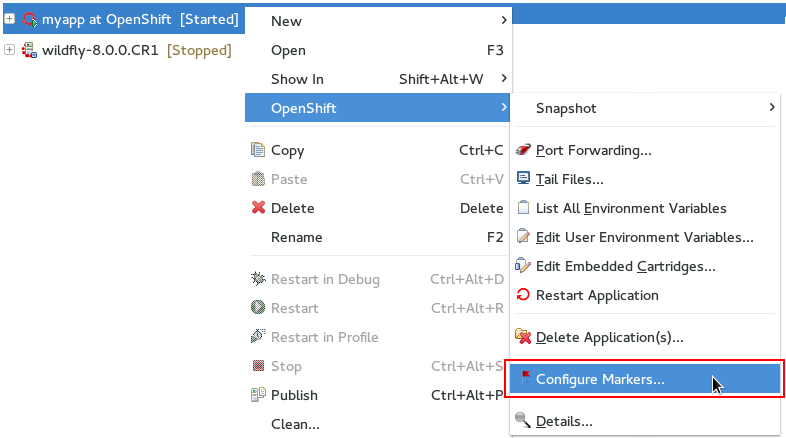 myapp at OpenShift [Started]
wildfly-8.0.0.CR1 [Stopped]
New
Open F3
Show In Shift+Alt+W
OpenShift
Copy Ctrl+C
Paste Ctrl+V
Delete Delete
Rename F2
Restart in Debug Ctrl+Alt+D
Restart Ctrl+Alt+R
Restart in Profile
Stop Ctrl+Alt+S
Publish Ctrl+Alt+P
Clean...
Snapshot
Port Forwarding...
Tail Files...
List All Environment Variables
Edit User Environment Variables...
Edit Embedded Cartridges...
Restart Application
Delete Application(s)...
Configure Markers...
Details...